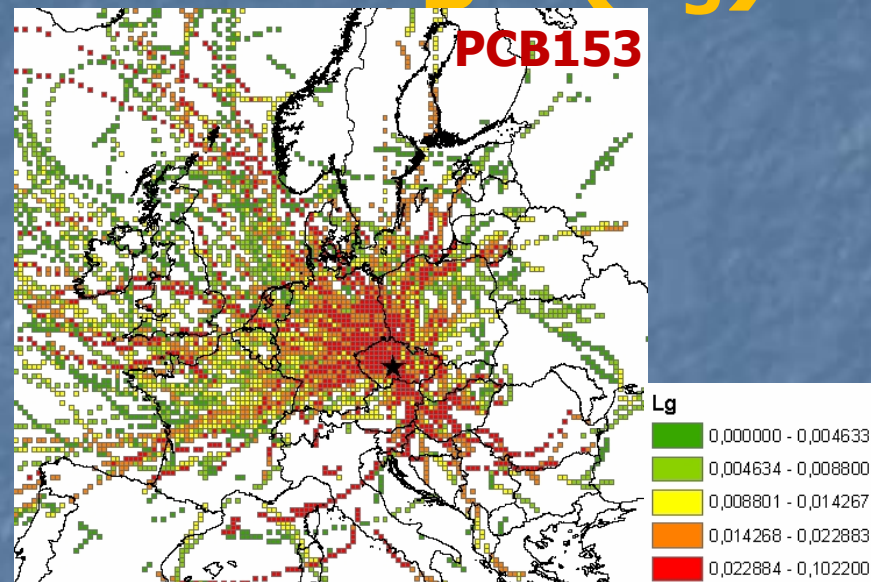 PCB153
Lg
0,000000 - 0,004633
0,004634 - 0,008800
0,008801 - 0,014267
0,014268 - 0,022883
0,022884 - 0,102200